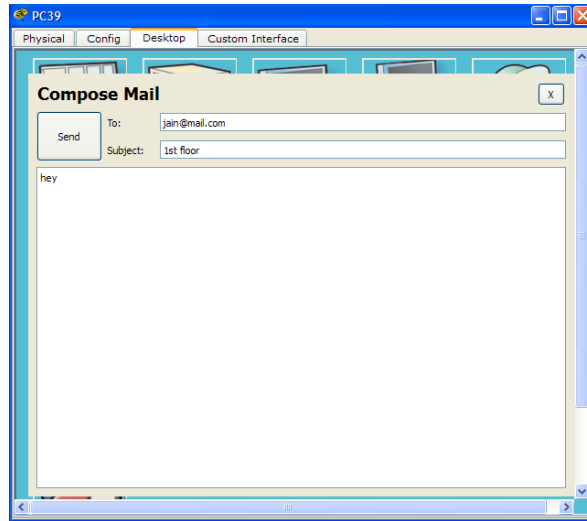 PC39
Physical Config Desktop Custom Interface
Compose Mail X
Send
To: jain@mail.com
Subject: 1st floor
hey